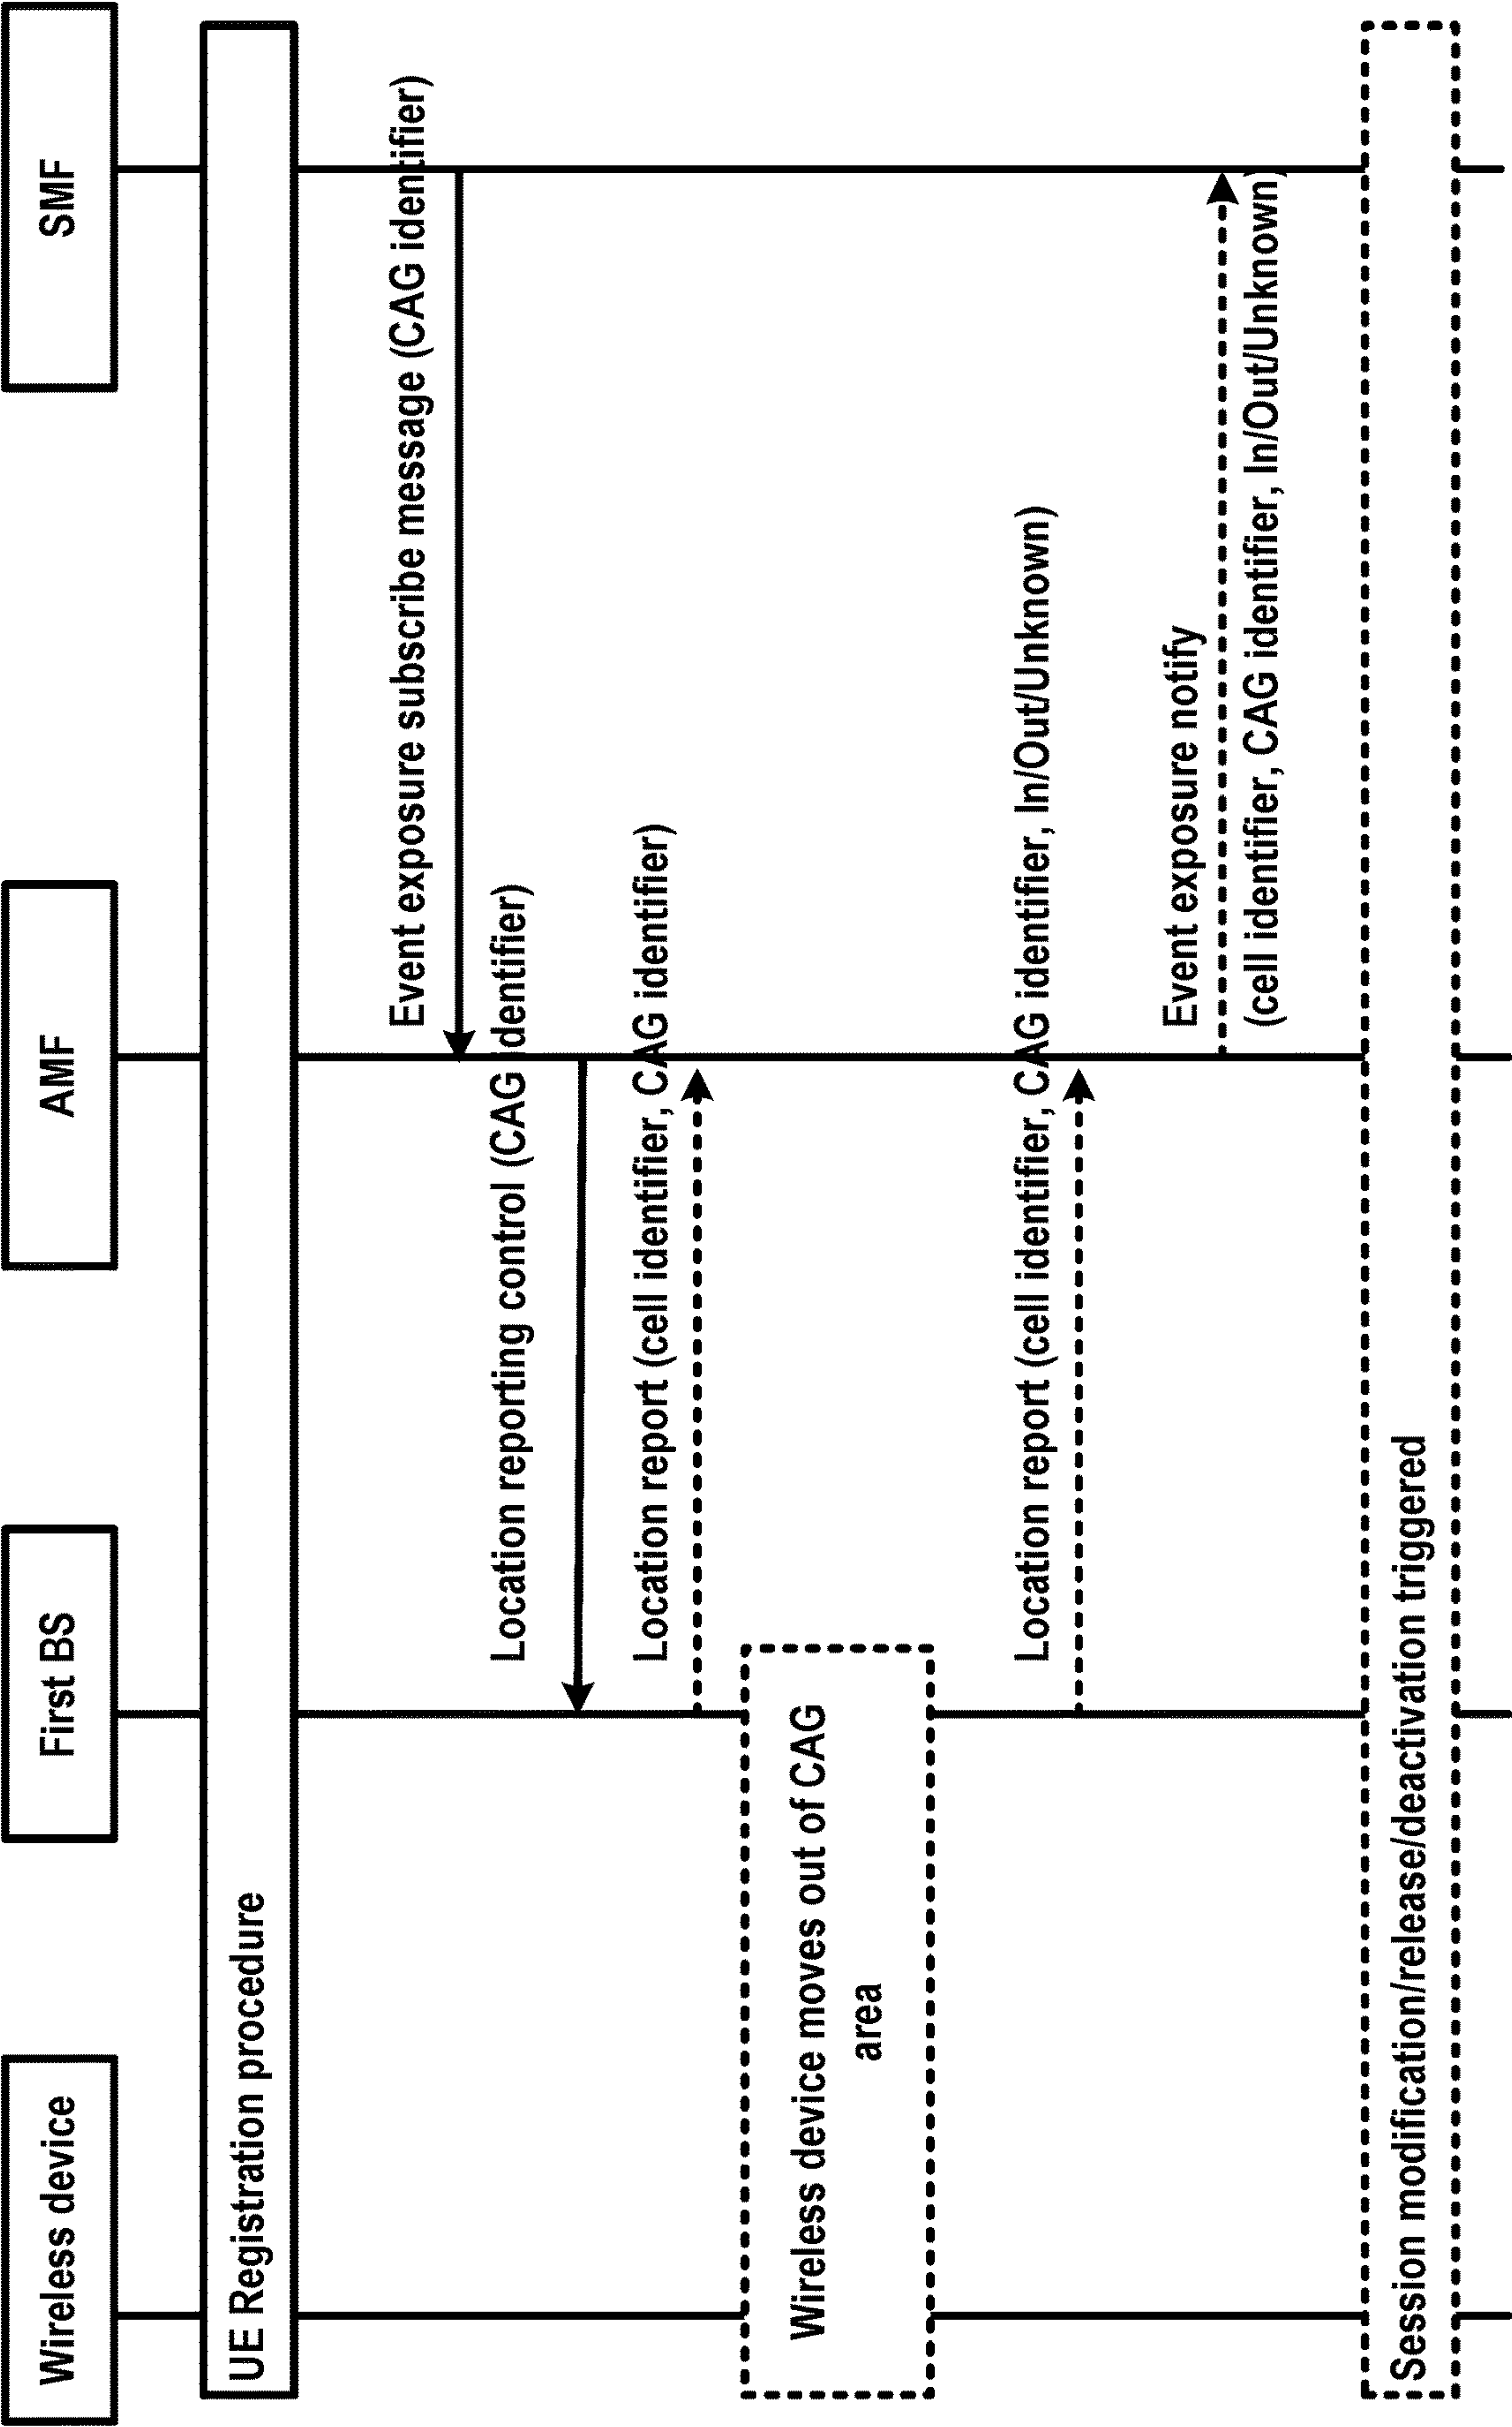 Wireless device
First BS
AMF
SMF
UE Registration procedure
Event exposure subscribe message (CAG identifier)
Location reporting control (CAG identifier)
Location report (cell identifier, CAG identifier)
Wireless device moves out of CAG
area
Location report (cell identifier, CAG identifier, In/Out/Unknown)
Event exposure notify
(cell identifier, CAG identifier, In/Out/Unknown)
Session modification/release/deactivation triggered